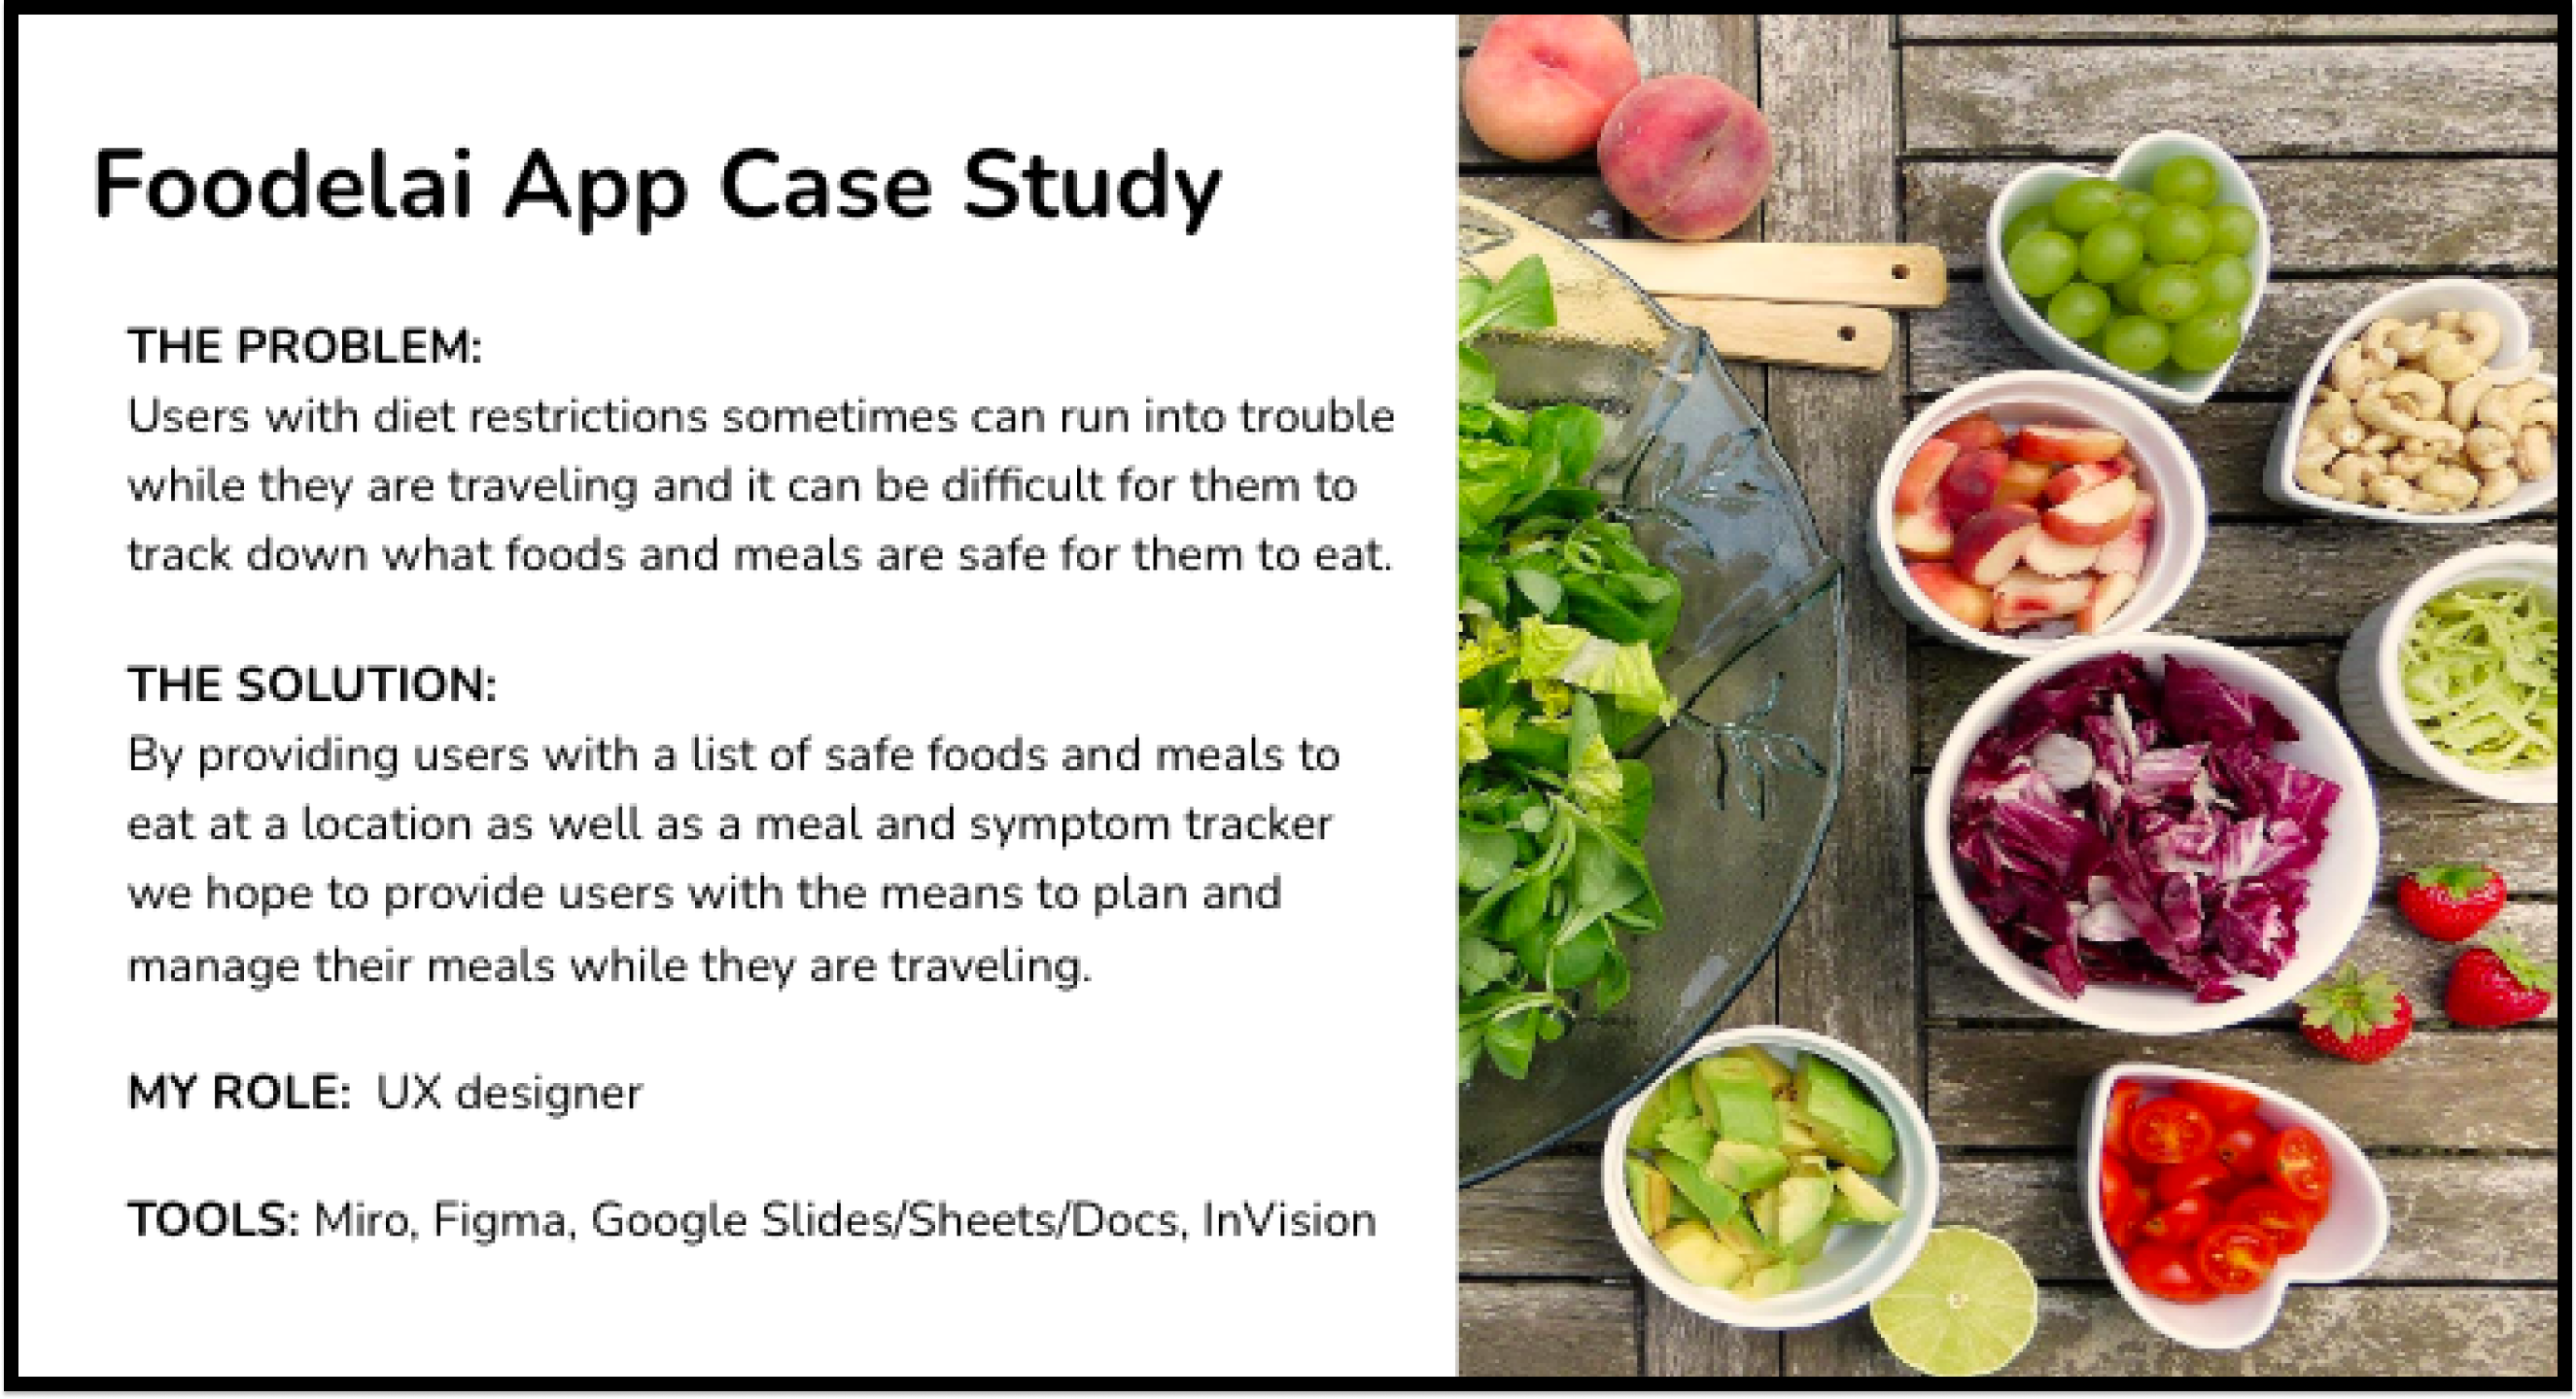 Foodelai App Case Study
THE PROBLEM:
Users with diet restrictions sometimes can run into trouble
while they are traveling and it can be difficult for them to
track down what foods and meals are safe for them to eat.
THE SOLUTION:
By providing users with a list of safe foods and meals to
eat at a location as well as a meal and symptom tracker
we hope to provide users with the means to plan and
manage their meals while they are traveling.
MY ROLE: UX designer
TOOLS: Miro, Figma, Google Slides/Sheets/Docs, InVision